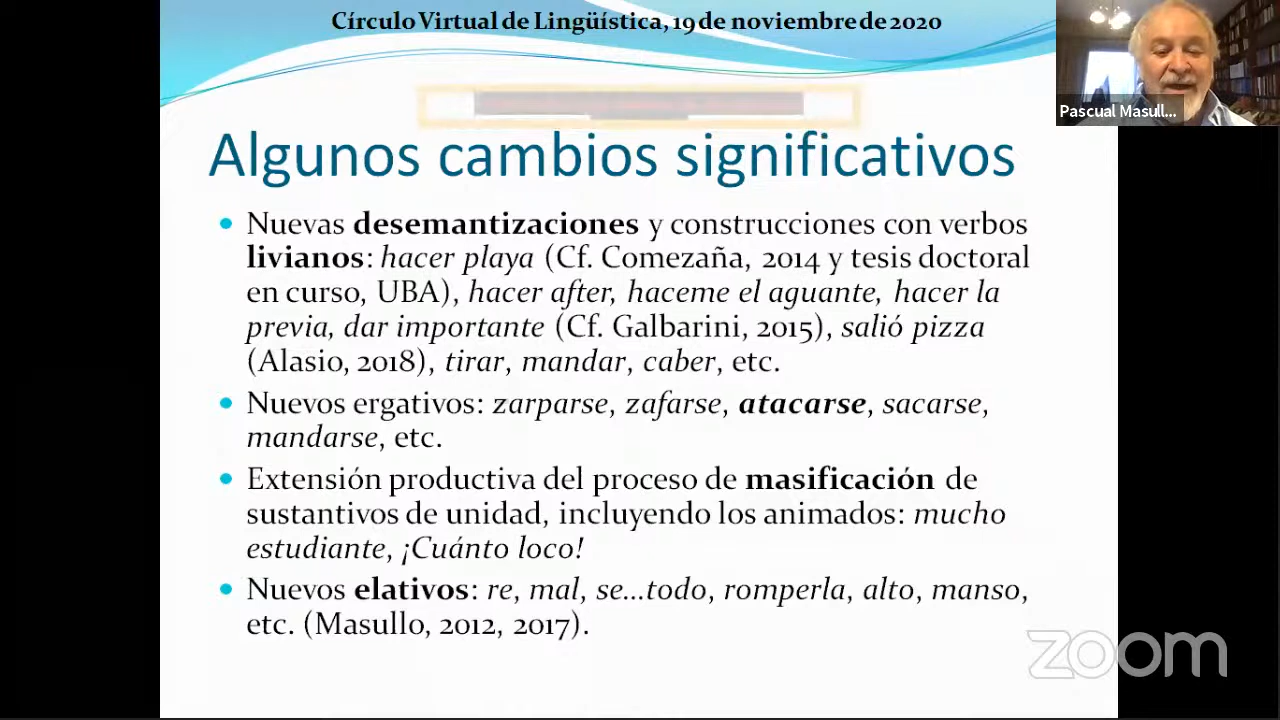 Círculo Virtual de Lingüística, 19 de noviembre de 2020
Pascual Masull...
Algunos cambios significativos
• Nuevas desemantizaciones y construcciones con verbos
livianos: hacer playa (Cf. Comezaña, 2014 y tesis doctoral
en curso, UBA), hacer after, haceme el aguante, hacer la
previa, dar importante (Cf. Galbarini, 2015), salió pizza
(Alasio, 2018), tirar, mandar, caber, etc.
• Nuevos ergativos: zarparse, zafarse, atacarse, sacarse,
mandarse, etc.
• Extensión productiva del proceso de masificación de
sustantivos de unidad, incluyendo los animados: mucho
estudiante, ¡Cuánto loco!
• Nuevos elativos: re, mal, se...todo, romperla, alto, manso,
etc. (Masullo, 2012, 2017).
zoom